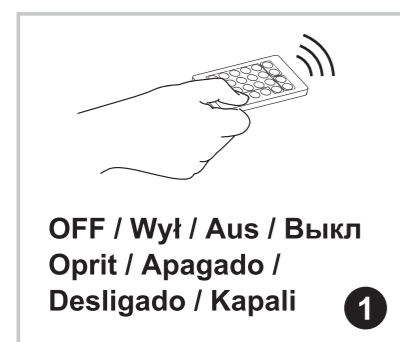 OFF / Wył / Aus / Выкл
Oprit / Apagado /
Desligado / Kapali
1